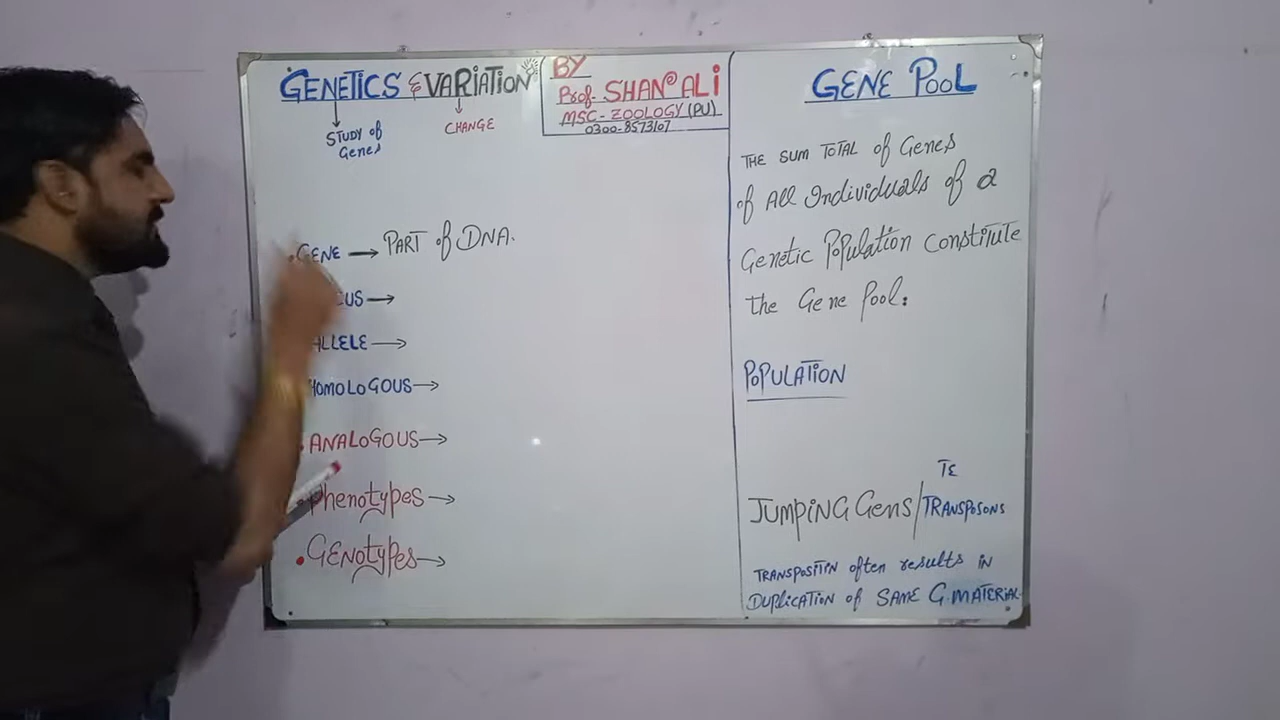 GENETICS & VARIATION
STUDY OF
Genes
CHANGE
BY
Prof. SHAN ALI
MSC-ZOOLOGY (PU)
0300-8573107
• GENE → PART of DNA.
CUS →
ALLELE →
HOMOLOGOUS →
• ANALOGOUS →
• Phenotypes →
• GENotypes →
GENE POOL
THE SUM TOTAL of Genes
of All Individuals of a
Genetic Population constitute
the Gene Pool.
POPULATION
TE
JUMPING Gens/TRANSPOSONS
TRANSPOSITIN often results in
Duplication of SAME G.MATERIAL